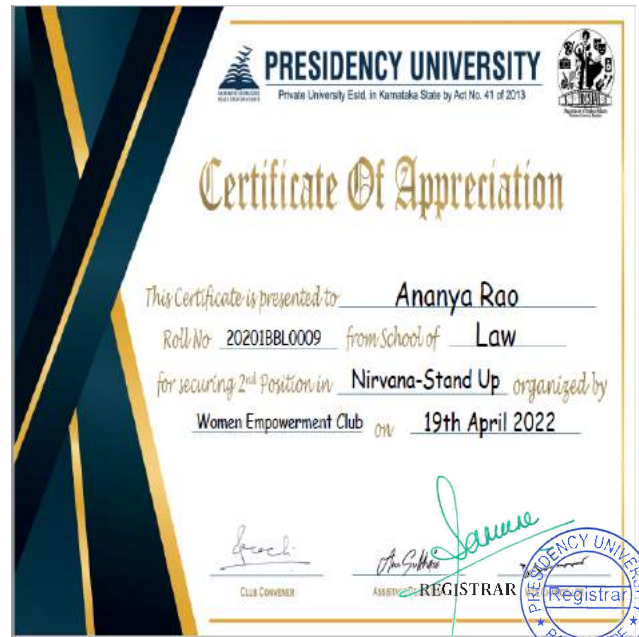 PRESIDENCY UNIVERSITY
Private University Estd. in Karnataka State by Act No. 41 of 2013
Certificate Of Appreciation
This Certificate is presented to Ananya Rao
Roll No 20201BBL0009 from School of Law
for securing 2nd Position in Nirvana-Stand Up organized by
Women Empowerment Club on 19th April 2022
CLUB CONVENER
REGISTRAR
PRESIDENCY UNIVERS
Registrar